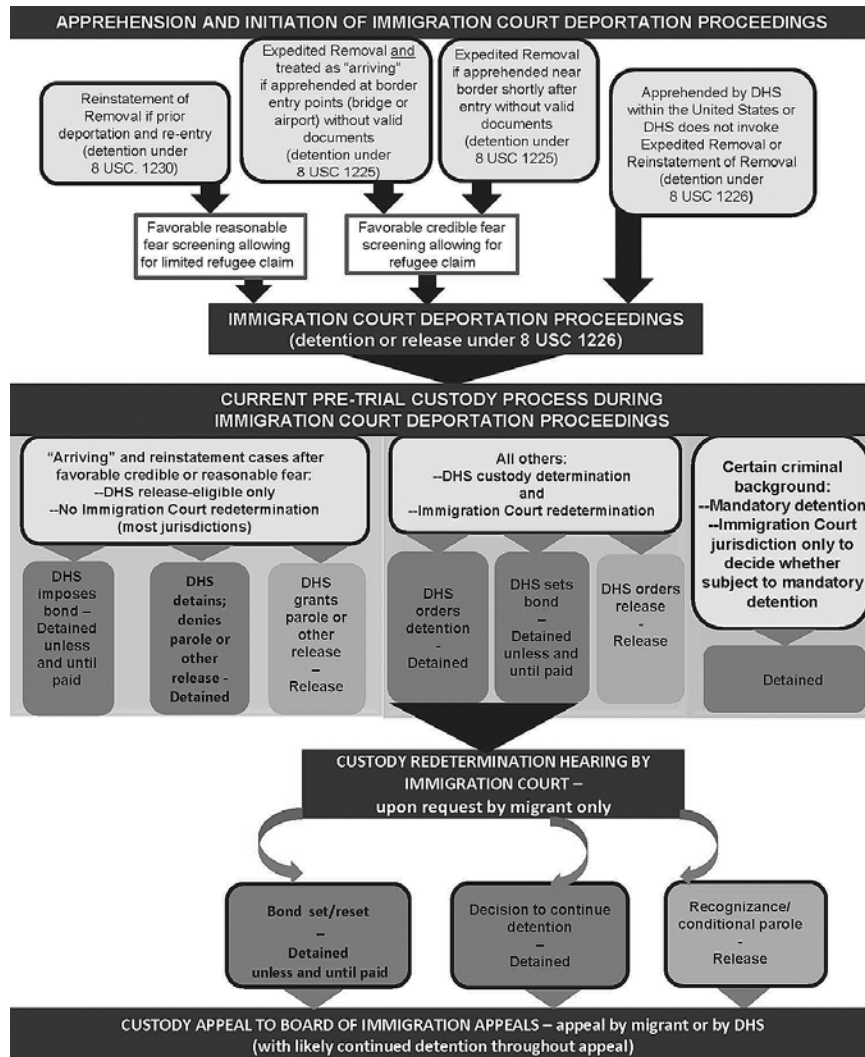 APPREHENSION AND INITIATION OF IMMIGRATION COURT DEPORTATION PROCEEDINGS
Reinstatement of
Removal if prior
deportation and re-entry
(detention under
8 USC. 1230)
Expedited Removal and
treated as "arriving"
if apprehended at border
entry points (bridge or
airport) without valid
documents
(detention under
8 USC 1225)
Expedited Removal
if apprehended near
border shortly after
entry without valid
documents
(detention under
8 USC 1225)
Apprehended by DHS
within the United States or
DHS does not invoke
Expedited Removal or
Reinstatement of Removal
(detention under
8 USC 1226)
Favorable reasonable
fear screening allowing
for limited refugee claim
Favorable credible fear
screening allowing for
refugee claim
IMMIGRATION COURT DEPORTATION PROCEEDINGS
(detention or release under 8 USC 1226)
CURRENT PRE-TRIAL CUSTODY PROCESS DURING
IMMIGRATION COURT DEPORTATION PROCEEDINGS
"Arriving" and reinstatement cases after
favorable credible or reasonable fear:
--DHS release-eligible only
--No Immigration Court redetermination
(most jurisdictions)
All others:
--DHS custody determination
and
--Immigration Court redetermination
Certain criminal
background:
--Mandatory detention
--Immigration Court
jurisdiction only to
decide whether
subject to mandatory
detention
DHS
imposes bond –
Detained
unless and
until paid
DHS
detains;
denies
parole or
other
release -
Detained
DHS
grants
parole or
other
release
–
Release
DHS
orders
detention
-
Detained
DHS sets
bond
–
Detained
unless and
until paid
DHS orders
release
-
Release
Detained
CUSTODY REDETERMINATION HEARING BY
IMMIGRATION COURT –
upon request by migrant only
Bond set/reset
–
Detained
unless and until paid
Decision to continue
detention
–
Detained
Recognizance/
conditional parole
-
Release
CUSTODY APPEAL TO BOARD OF IMMIGRATION APPEALS – appeal by migrant or by DHS
(with likely continued detention throughout appeal)